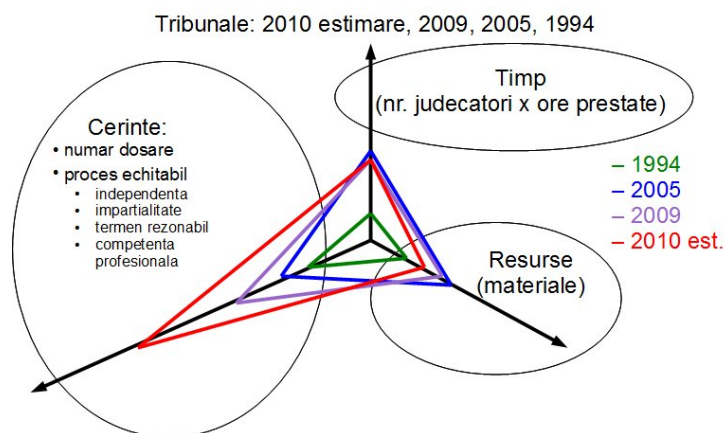 Tribunale: 2010 estimare, 2009, 2005, 1994
Timp
(nr. judecatori x ore prestate)
Cerinte:
• numar dosare
• proces echitabil
• independenta
• impartialitate
• termen rezonabil
• competenta
profesionala
– 1994
– 2005
– 2009
– 2010 est.
Resurse
(materiale)